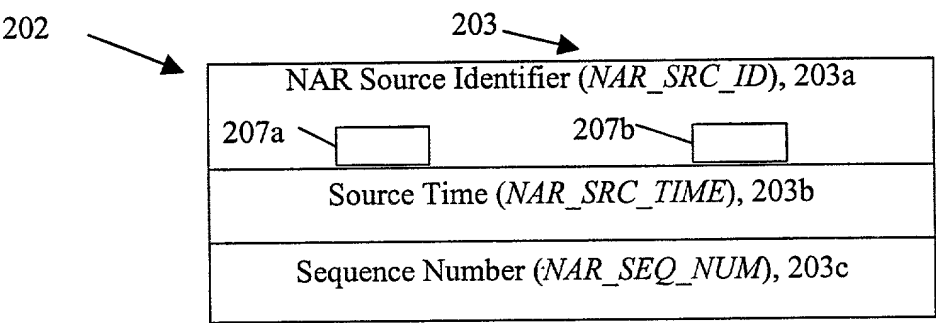 202
203
NAR Source Identifier (NAR_SRC_ID), 203a
207a 207b
Source Time (NAR_SRC_TIME), 203b
Sequence Number (NAR_SEQ_NUM), 203c